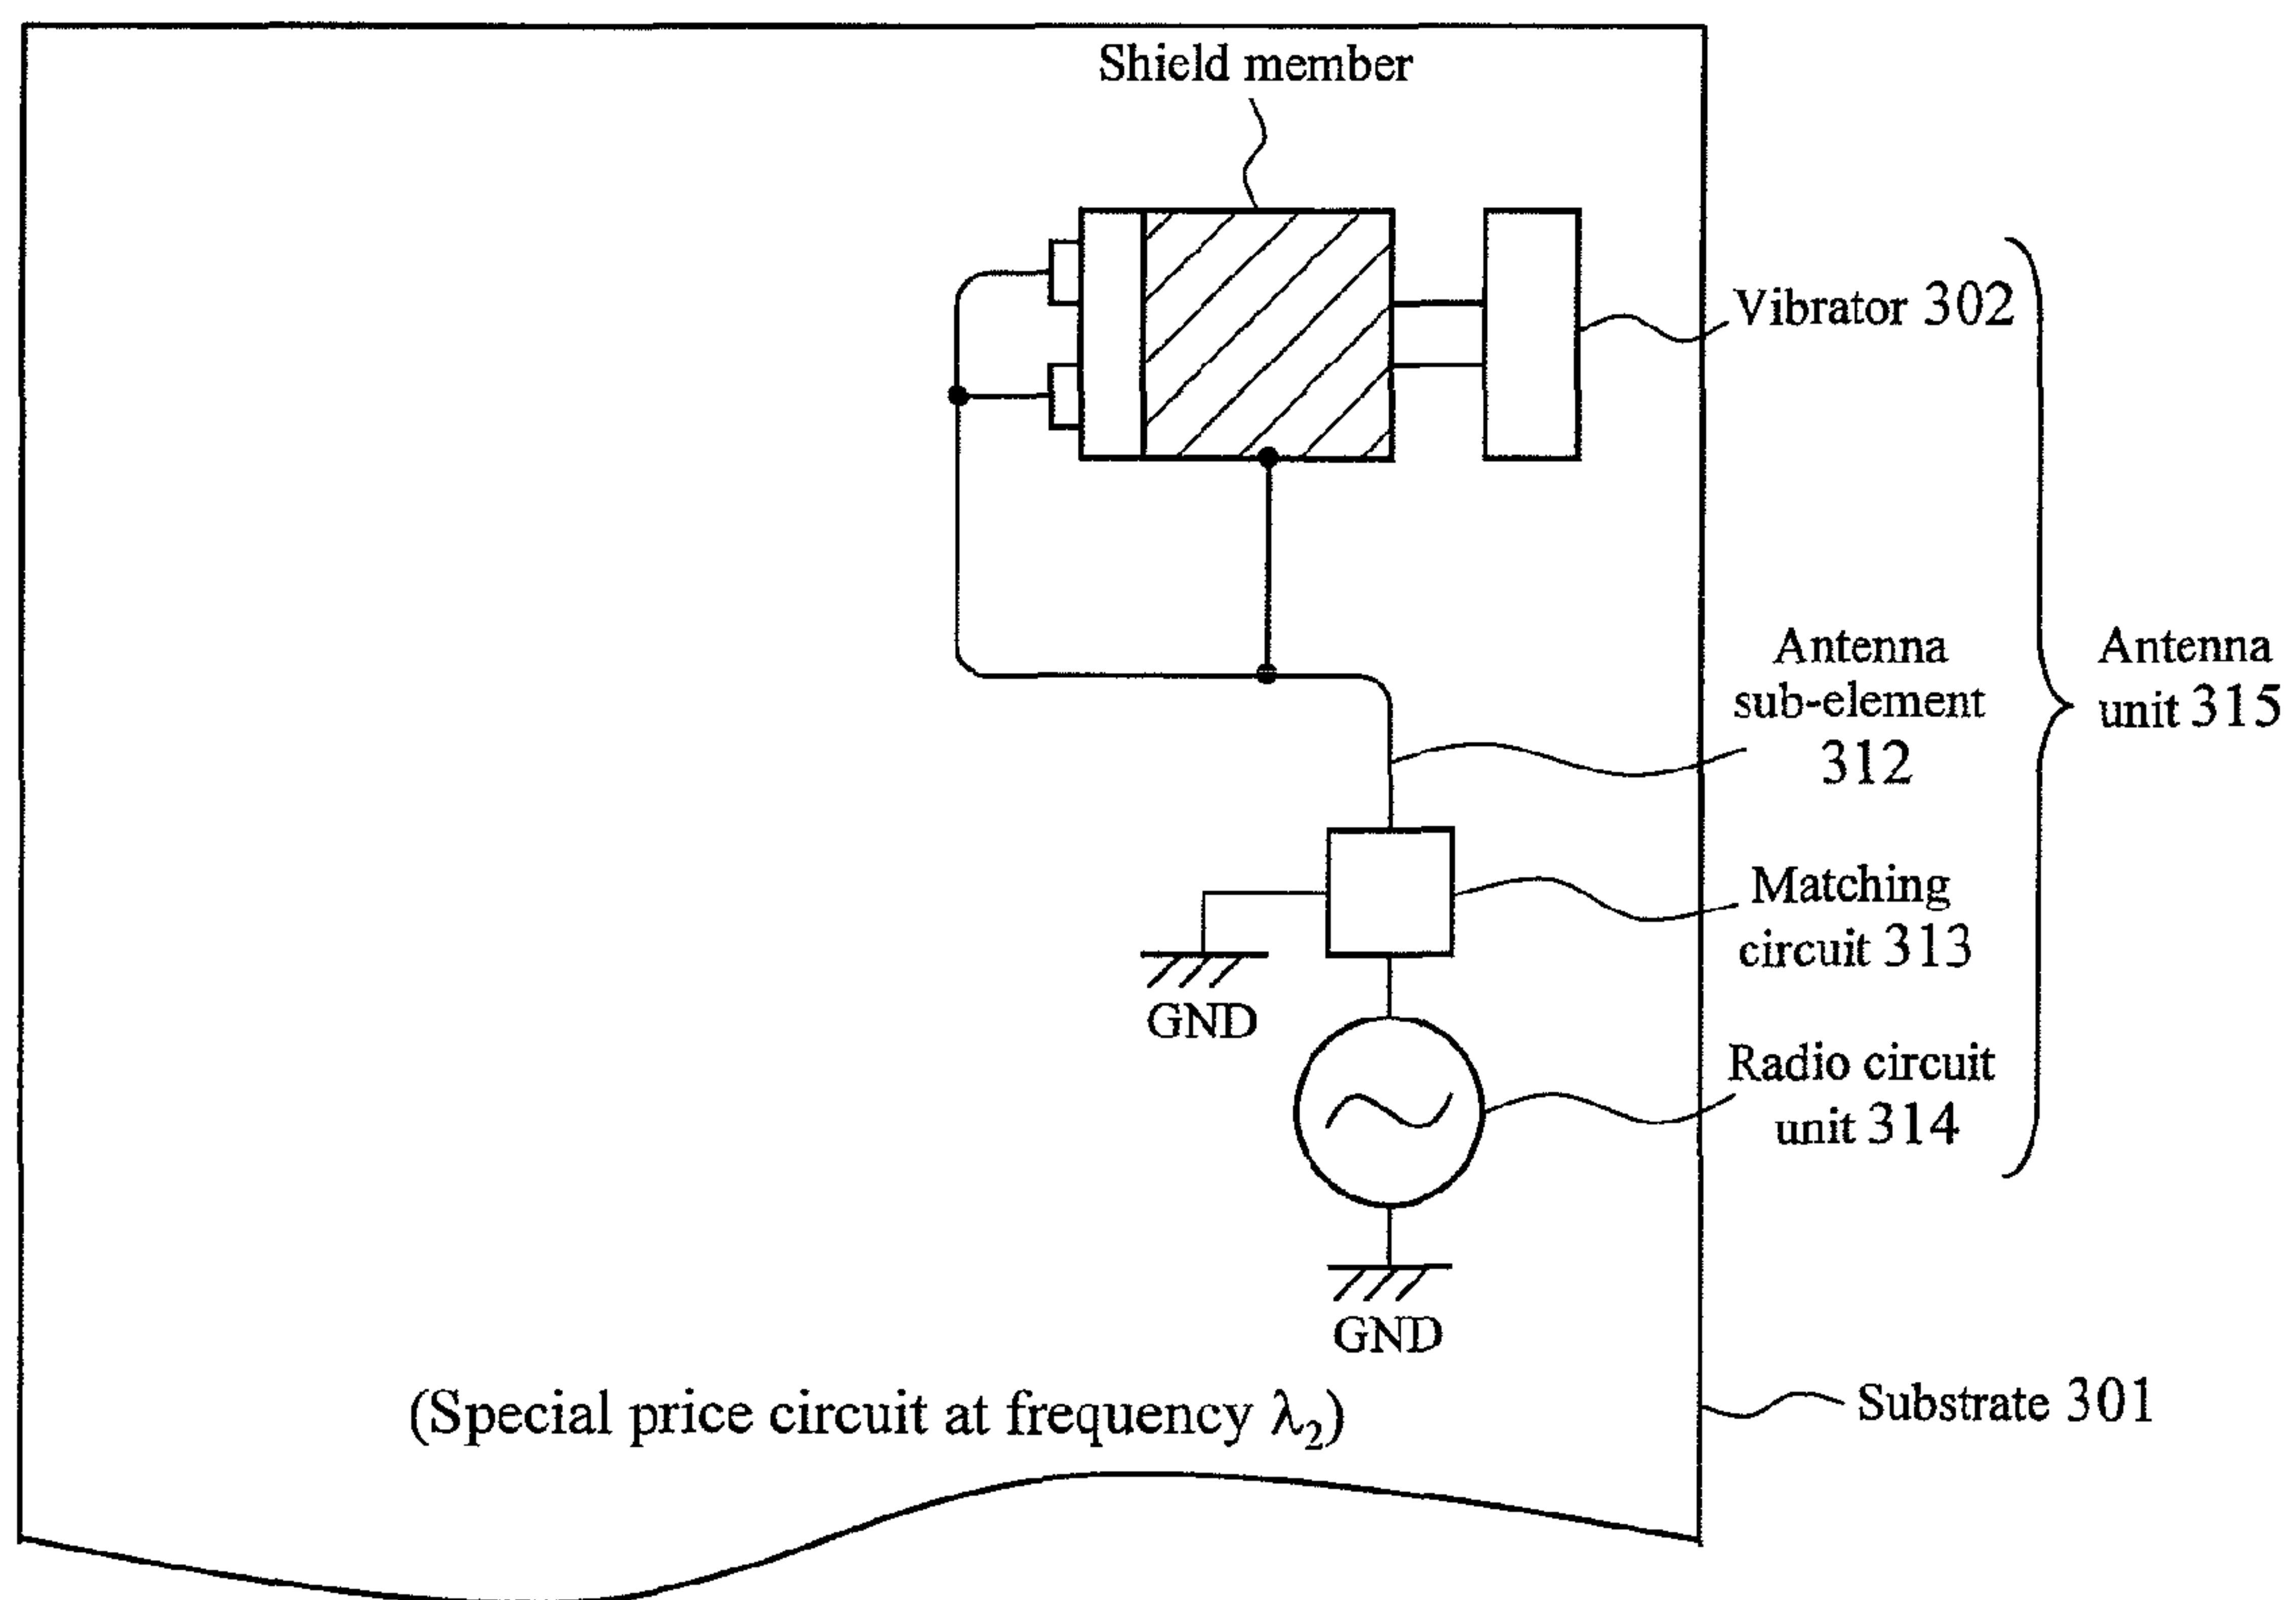 Shield member
Vibrator 302
Antenna
sub-element
312
Antenna
unit 315
Matching
circuit 313
GND
Radio circuit
unit 314
GND
Substrate 301
(Special price circuit at frequency λ₂)